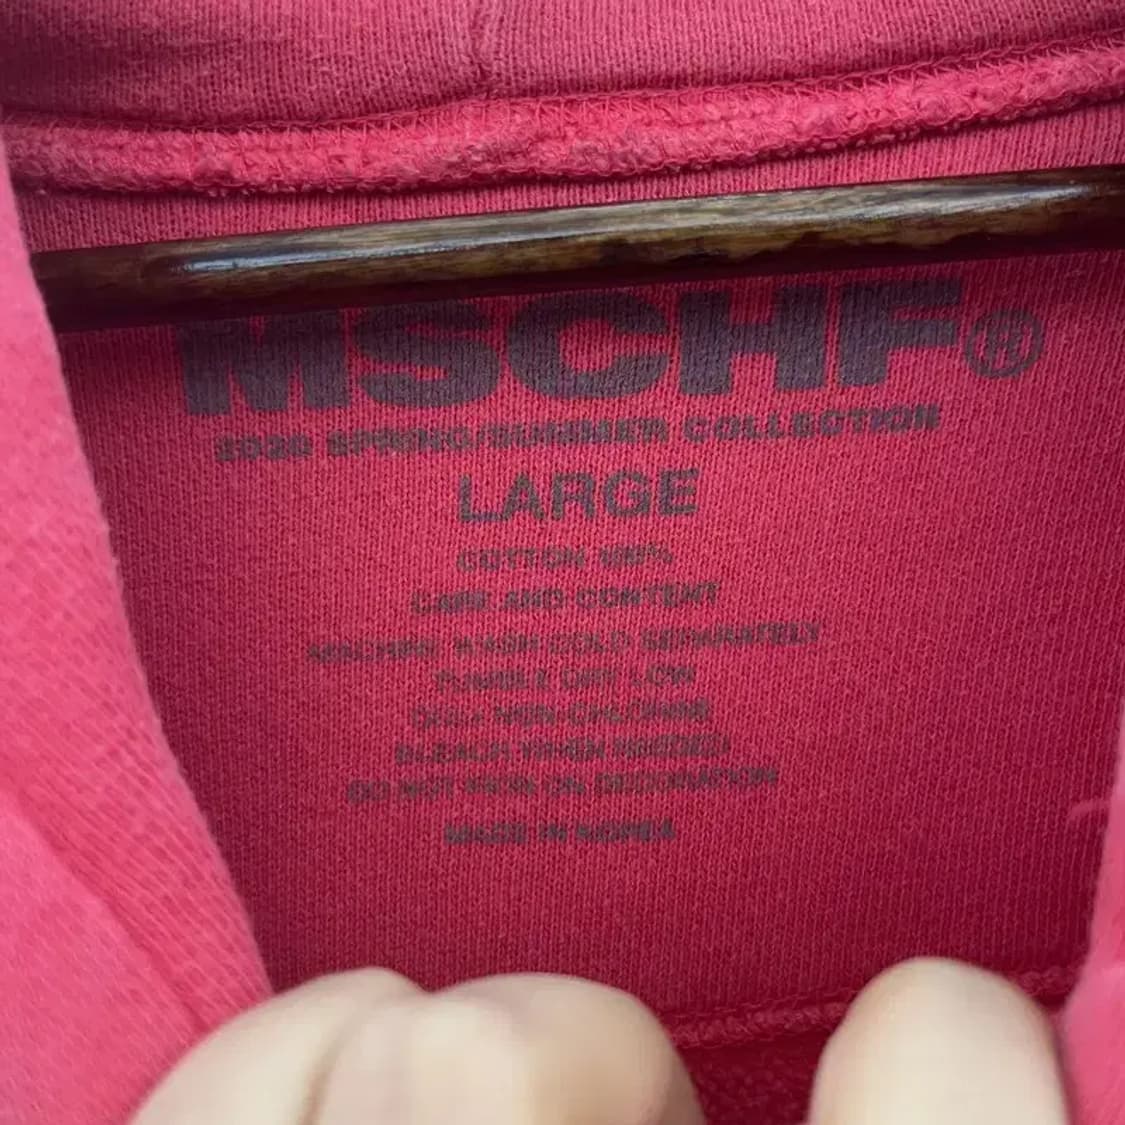 MSCHF®
2020 SPRING/SUMMER COLLECTION
LARGE
COTTON 100%
CARE AND CONTENT
MACHINE WASH COLD SEPARATELY
TUMBLE DRY LOW
ONLY NON-CHLORINE
BLEACH WHEN NEEDED
DO NOT IRON ON DECORATION
MADE IN KOREA